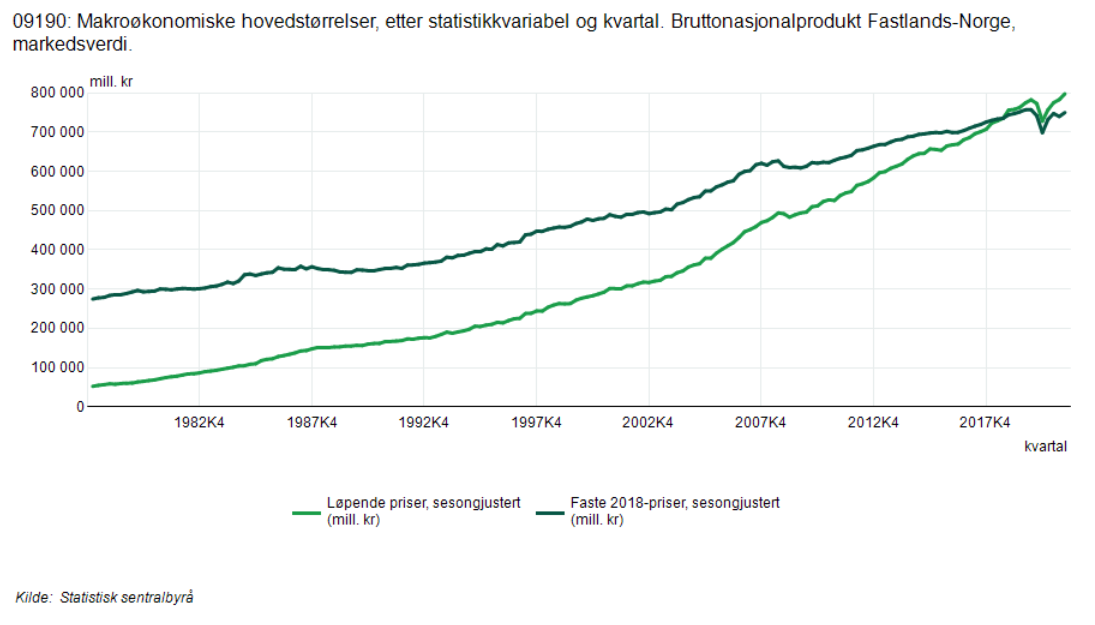 09190: Makroøkonomiske hovedstørrelser, etter statistikkvariabel og kvartal. Bruttonasjonalprodukt Fastlands-Norge,
markedsverdi.
mill. kr
800 000
700 000
600 000
500 000
400 000
300 000
200 000
100 000
0
1982K4 1987K4 1992K4 1997K4 2002K4 2007K4 2012K4 2017K4
kvartal
Løpende priser, sesongjustert
(mill. kr)
Faste 2018-priser, sesongjustert
(mill. kr)
Kilde: Statistisk sentralbyrå